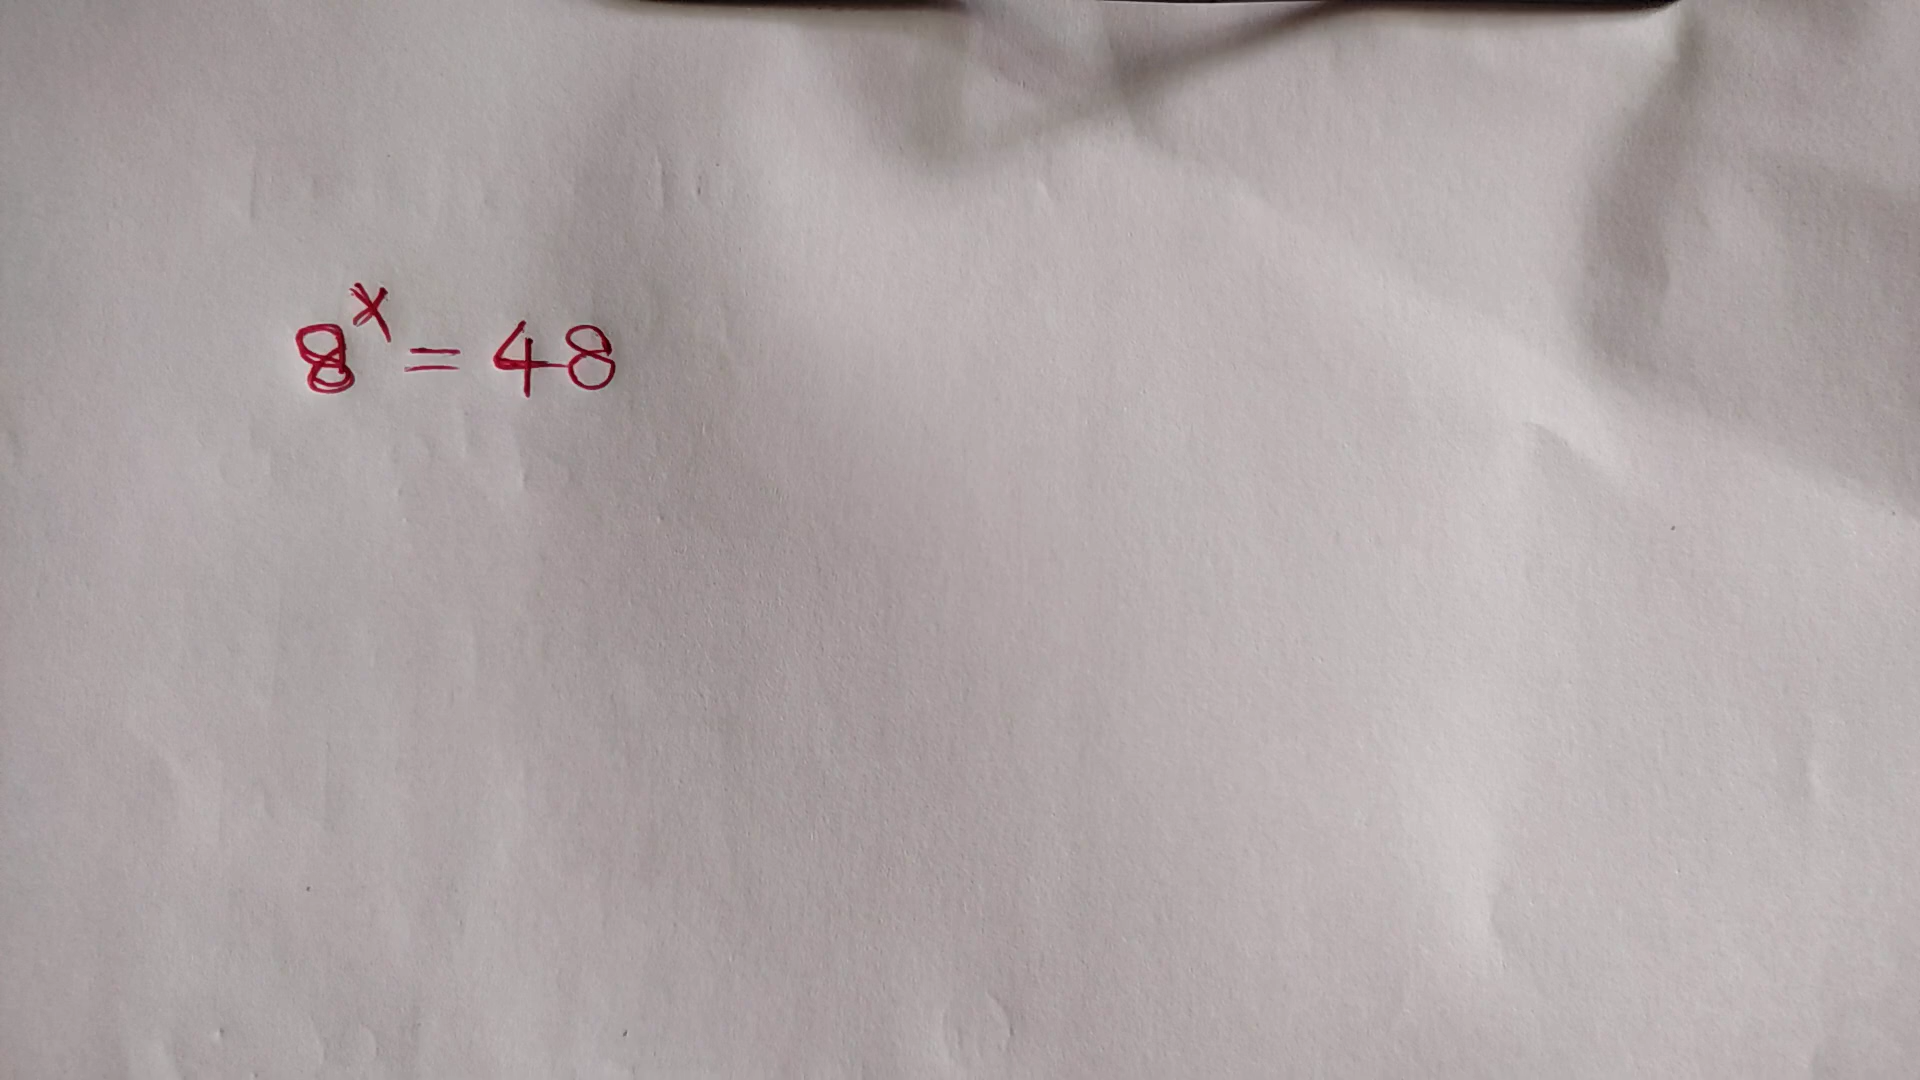 8^x = 48